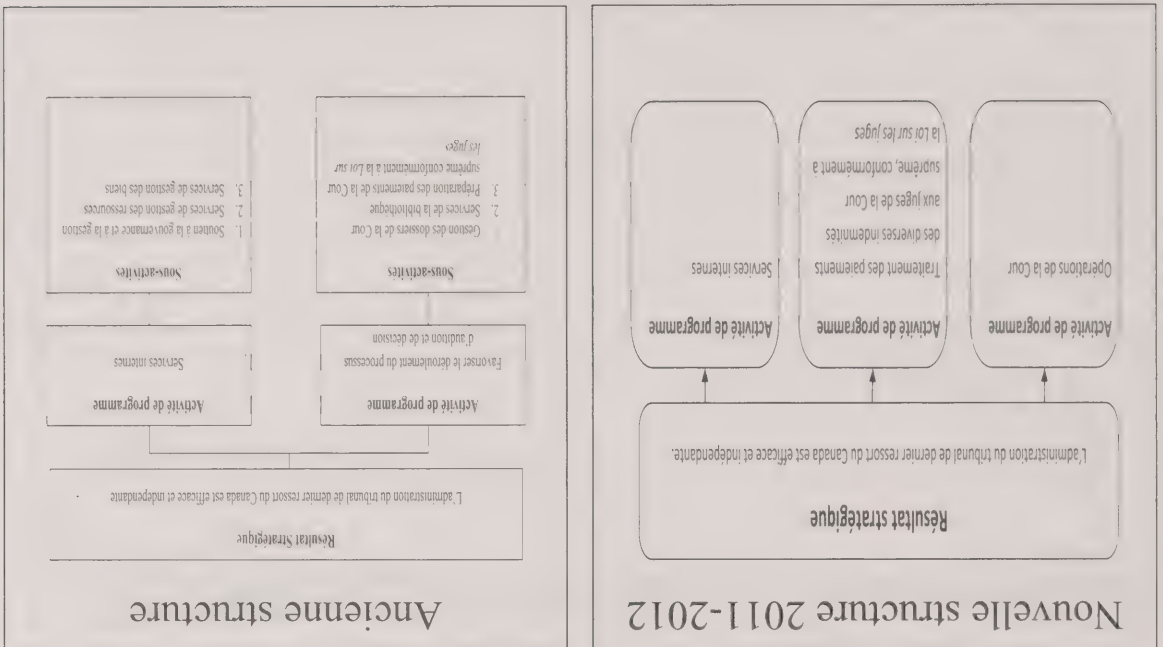 Nouvelle structure 2011-2012
Résultat stratégique
L'administration du tribunal de dernier ressort du Canada est efficace et indépendante.
Activité de programme
Opérations de la Cour
Activité de programme
Traitement des paiements
des diverses indemnités
aux juges de la Cour
suprême, conformément à
la Loi sur les juges
Activité de programme
Services internes
Ancienne structure
Résultat Stratégique
L'administration du tribunal de dernier ressort du Canada est efficace et indépendante
Activité de programme
Favoriser le déroulement du processus
d'audition et de décision
Sous-activités
Gestion des dossiers de la Cour
2. Services de la bibliothèque
3. Préparation des paiements de la Cour
suprême conformément à la Loi sur
les juges
Activité de programme
Services internes
Sous-activités
1. Soutien à la gouvernance et à la gestion
2. Services de gestion des ressources
3. Services de gestion des biens